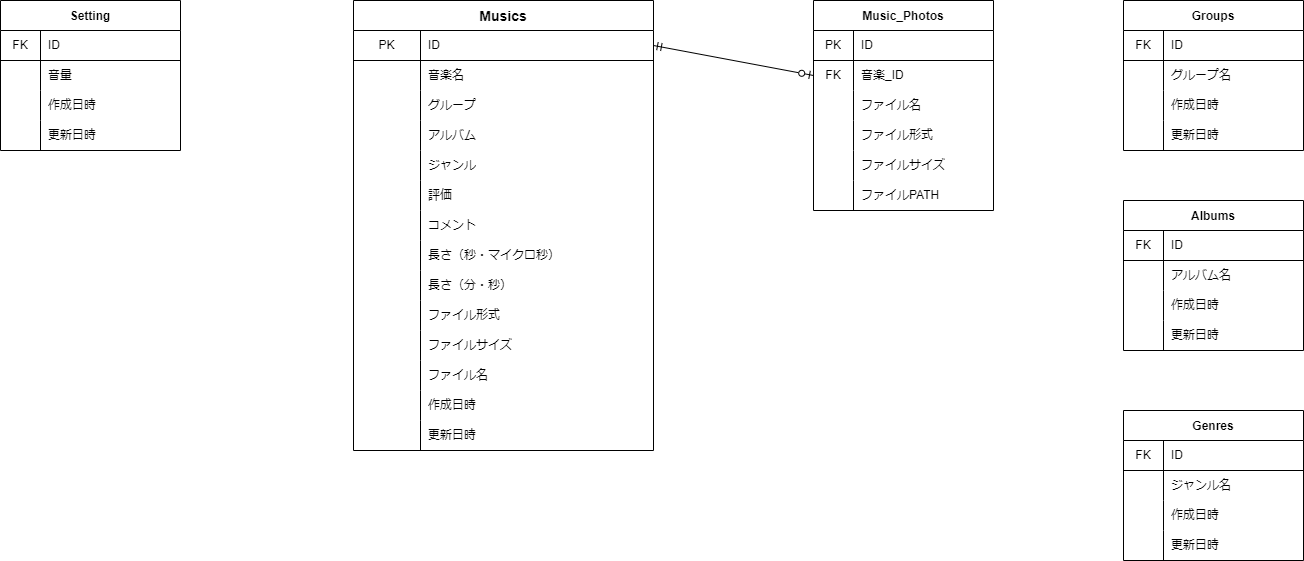 Setting
FK ID
音量
作成日時
更新日時
Musics
PK ID
音楽名
グループ
アルバム
ジャンル
評価
コメント
長さ（秒・マイクロ秒）
長さ（分・秒）
ファイル形式
ファイルサイズ
ファイル名
作成日時
更新日時
Music_Photos
PK ID
FK 音楽_ID
ファイル名
ファイル形式
ファイルサイズ
ファイルPATH
Groups
FK ID
グループ名
作成日時
更新日時
Albums
FK ID
アルバム名
作成日時
更新日時
Genres
FK ID
ジャンル名
作成日時
更新日時